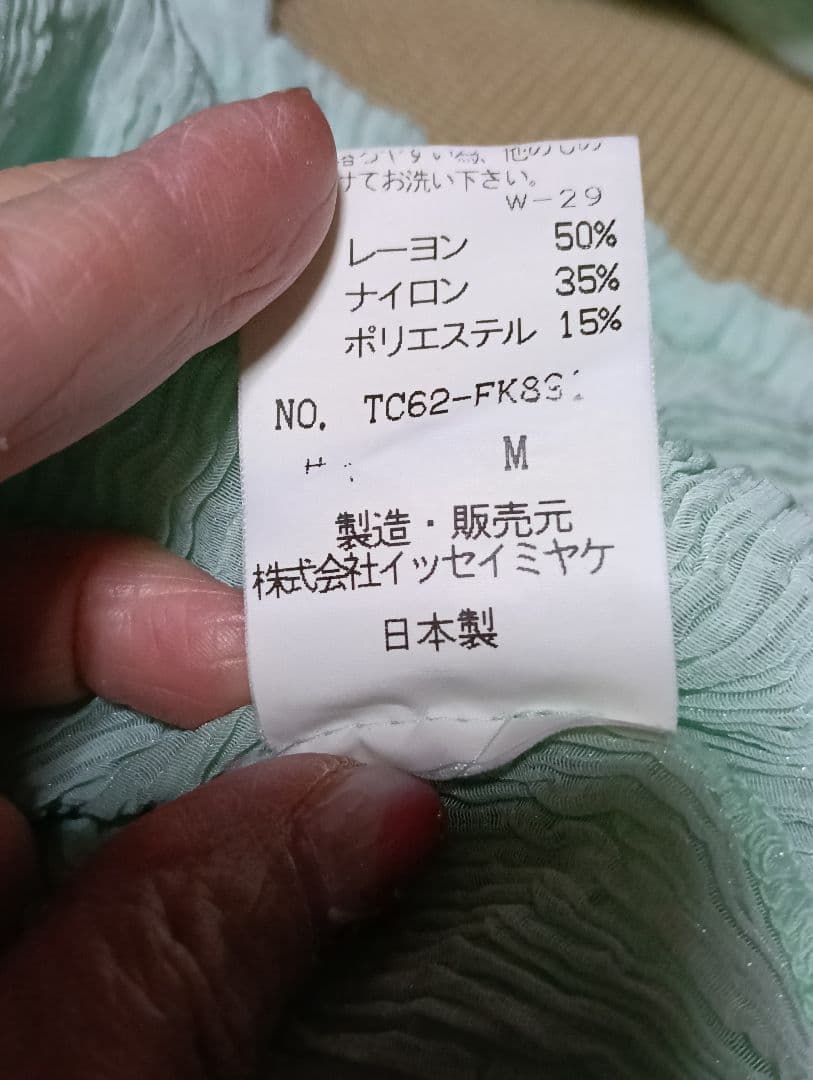 けてお洗い下さい。
W-29
レーヨン 50%
ナイロン 35%
ポリエステル 15%
NO. TC62-FK89
M
製造・販売元
株式会社イッセイミヤケ
日本製